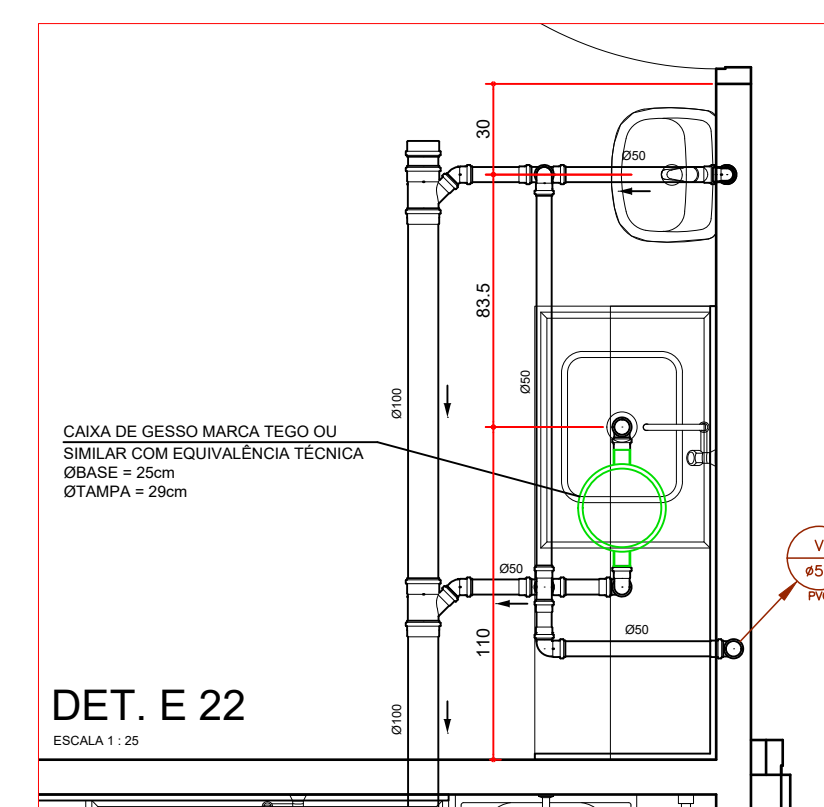 30
Ø50
83.5
Ø50
Ø100
CAIXA DE GESSO MARCA TEGO OU
SIMILAR COM EQUIVALÊNCIA TÉCNICA
ØBASE = 25cm
ØTAMPA = 29cm
Ø50
110
Ø50
Ø100
DET. E 22
ESCALA 1 : 25